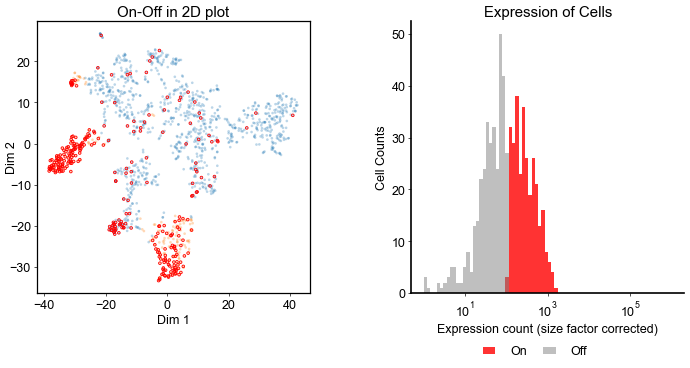 On-Off in 2D plot
Dim 2
20
10
0
−10
−20
−30
−40
−20
0
20
40
Dim 1
Expression of Cells
Cell Counts
50
40
30
20
10
0
10^1
10^3
10^5
Expression count (size factor corrected)
On
Off